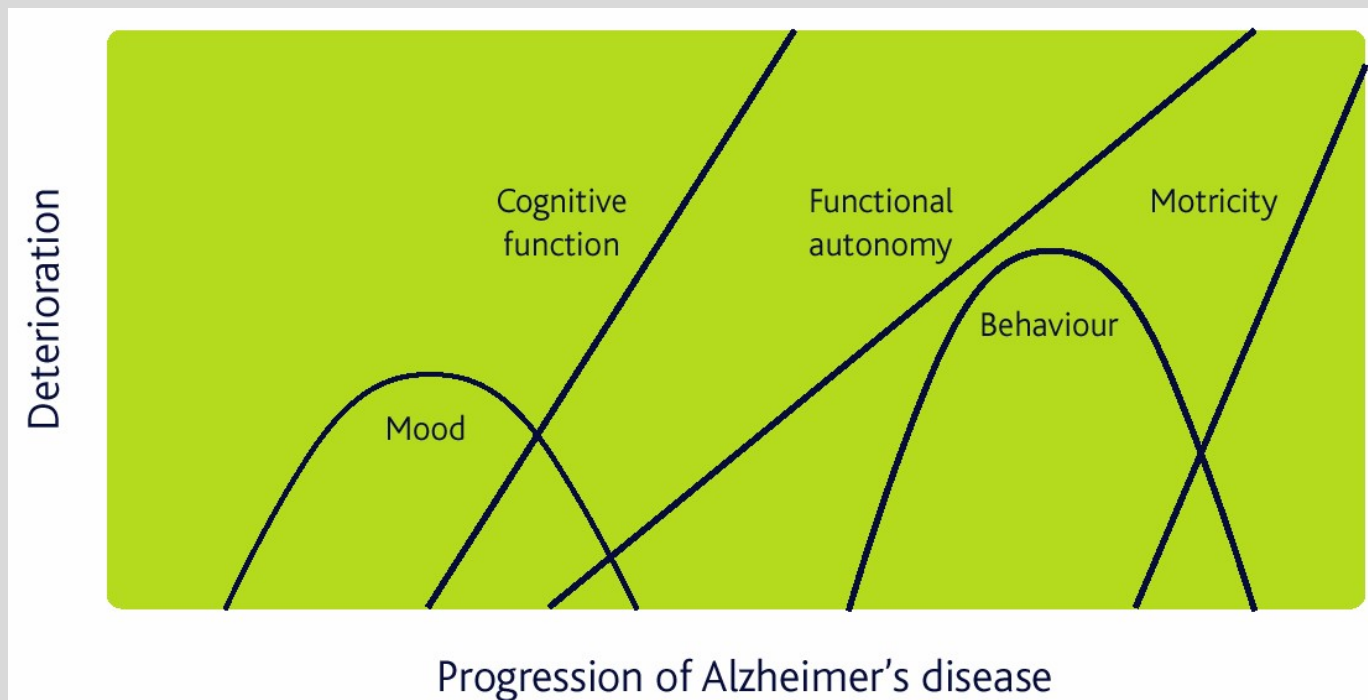 Deterioration
Cognitive
function
Functional
autonomy
Motricity
Behaviour
Mood
Progression of Alzheimer’s disease